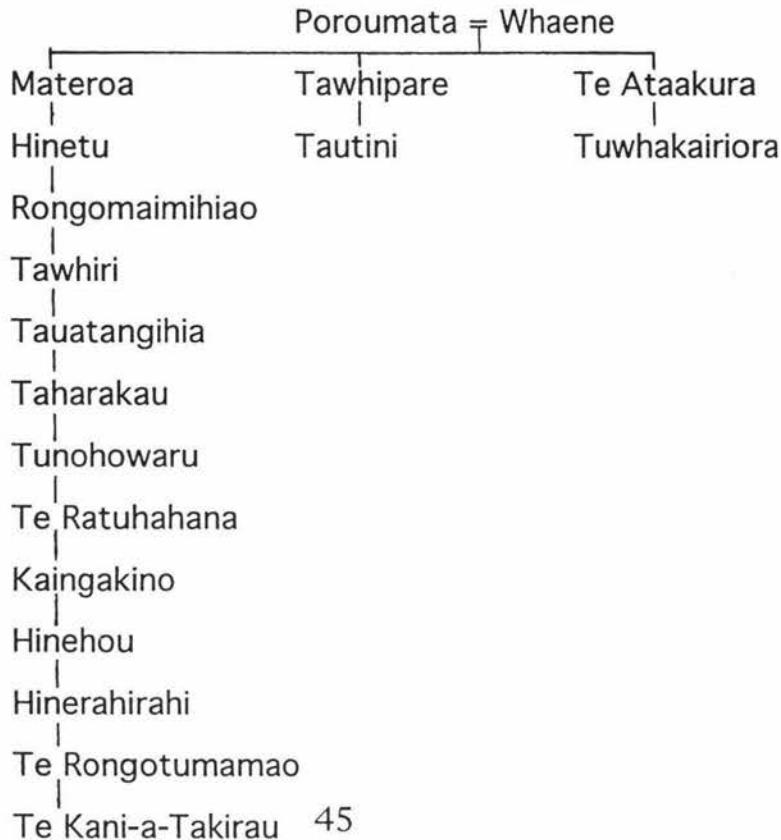 Poroumata = Whaene
Materoa Tawhipare Te Ataakura
Hinetu Tautini Tuwhakairiora
Rongomaimihiao
Tawhiri
Tauatangihia
Taharakau
Tunohowaru
Te Ratuhahana
Kaingakino
Hinehou
Hinerahirahi
Te Rongotumamao
Te Kani-a-Takirau 45